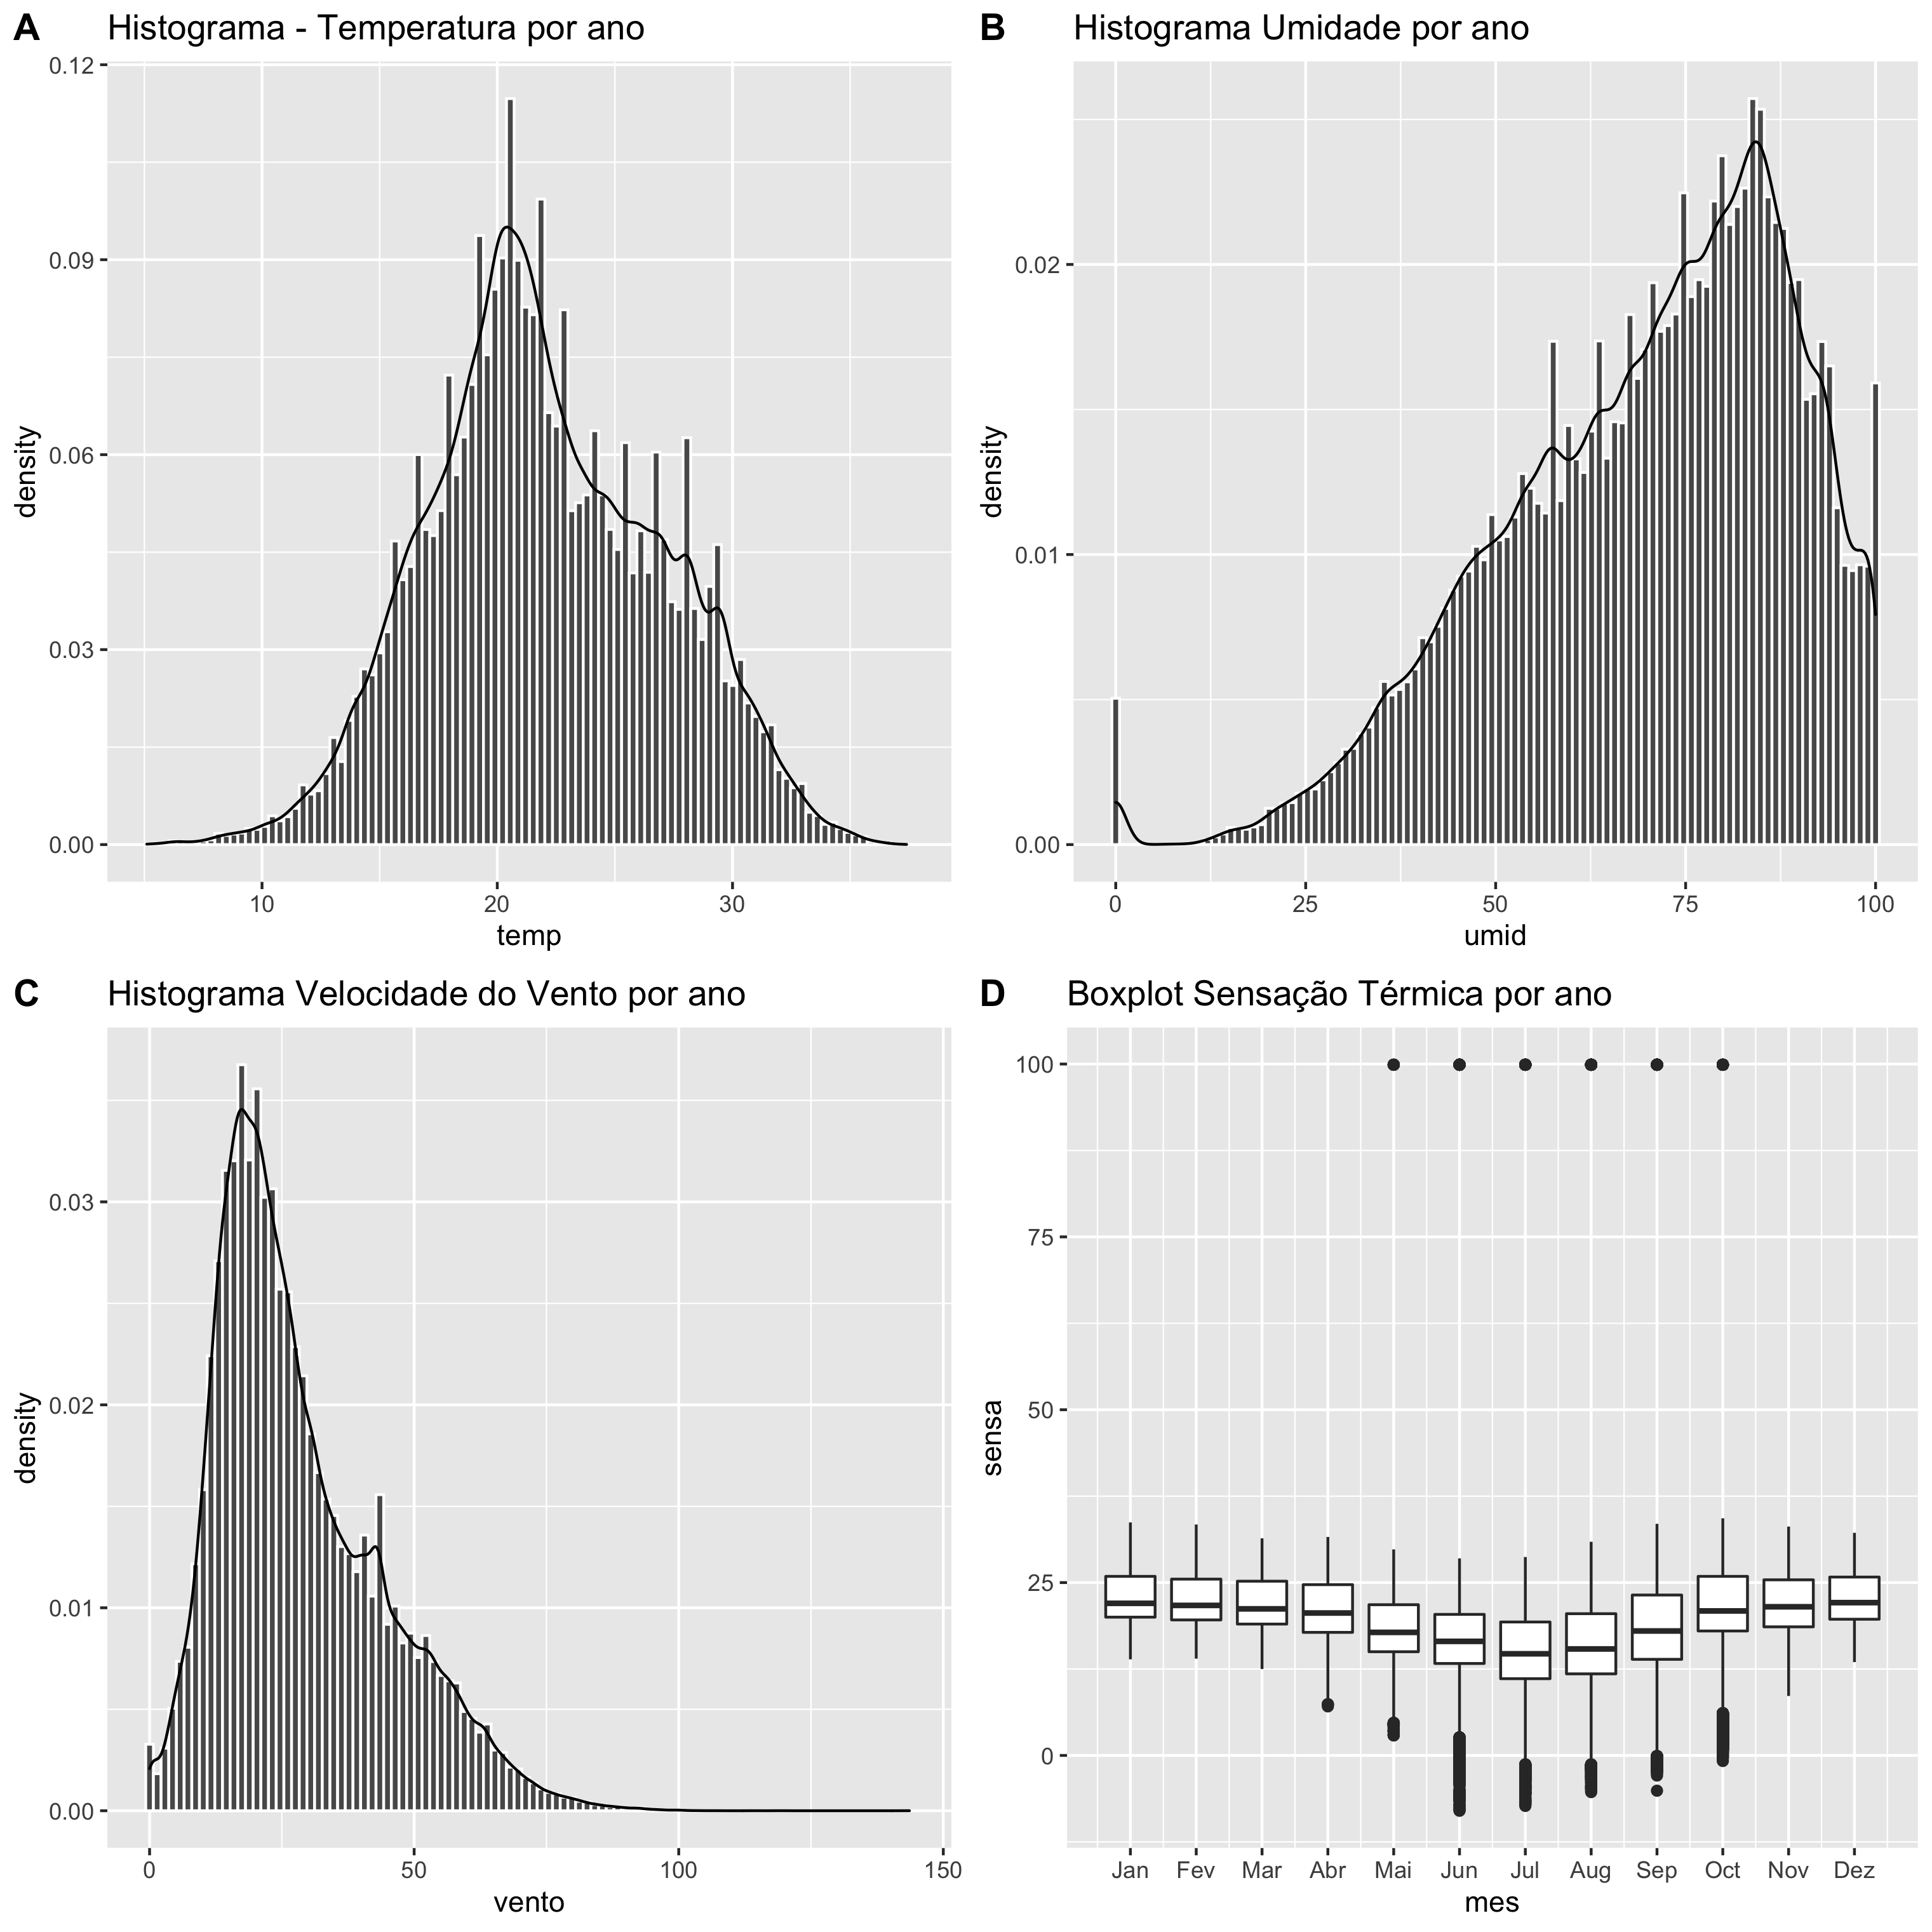 A Histograma - Temperatura por ano
0.12
0.09
0.06
0.03
0.00
density
10 20 30
temp
B Histograma Umidade por ano
0.02
0.01
0.00
density
0 25 50 75 100
umid
C Histograma Velocidade do Vento por ano
0.03
0.02
0.01
0.00
density
0 50 100 150
vento
D Boxplot Sensação Térmica por ano
100
75
50
25
0
sensa
Jan Fev Mar Abr Mai Jun Jul Aug Sep Oct Nov Dez
mes